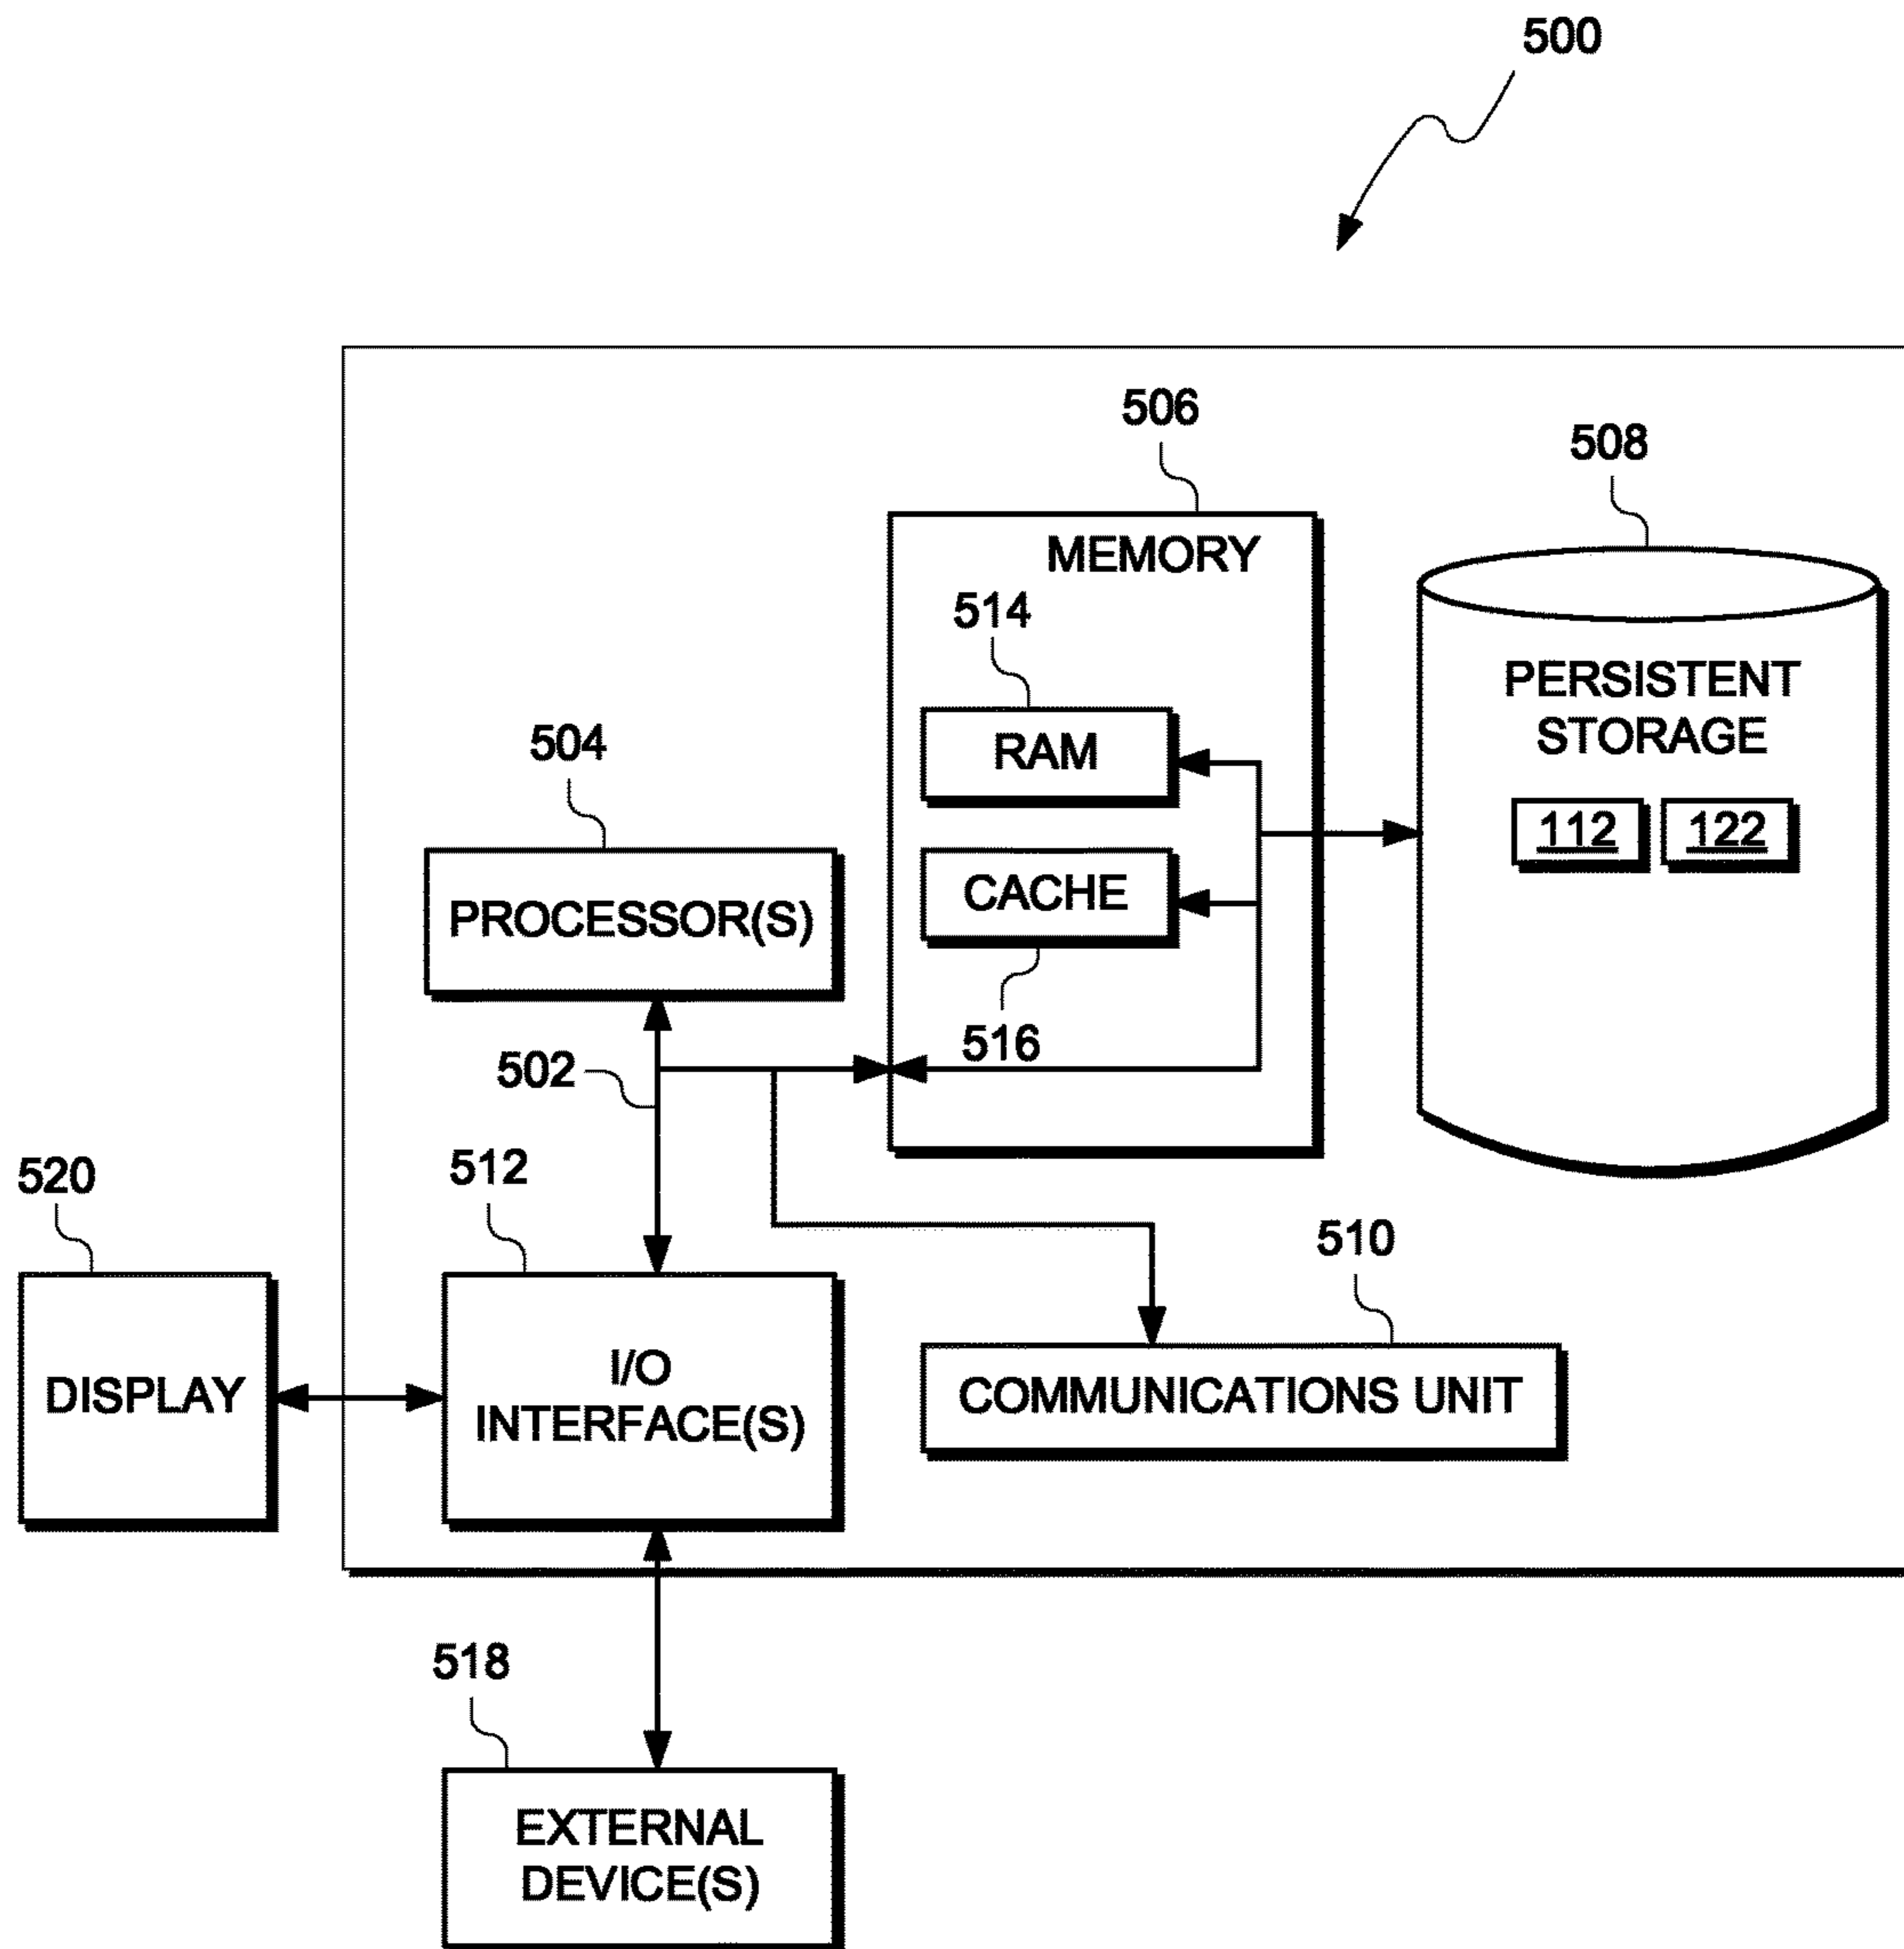 500
506
508
MEMORY
514
RAM
PERSISTENT
STORAGE
504
112 122
CACHE
PROCESSOR(S)
516
502
512
520
510
I/O
INTERFACE(S)
DISPLAY
COMMUNICATIONS UNIT
518
EXTERNAL
DEVICE(S)